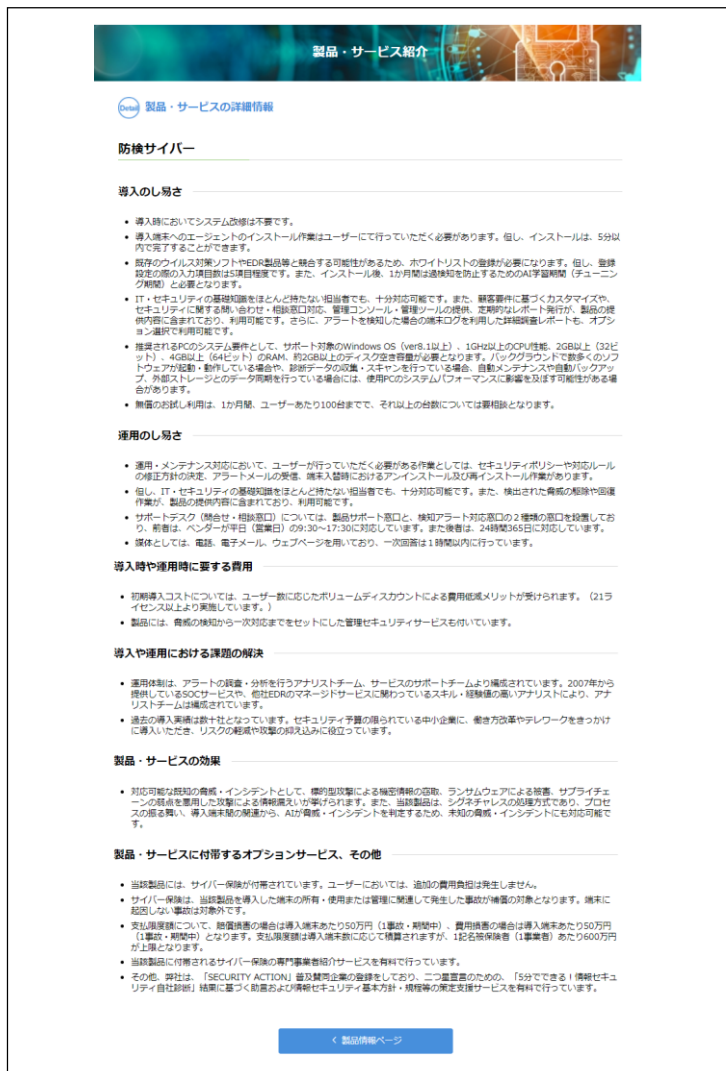 製品・サービス紹介
Detail 製品・サービスの詳細情報
防検サイバー
導入のし易さ
• 導入時においてシステム改修は不要です。
• 導入端末へのエージェントのインストール作業はユーザーにて行っていただく必要があります。但し、インストールは、5分以
内で完了することができます。
• 既存のウイルス対策ソフトやEDR製品等と競合する可能性があるため、ホワイトリストの登録が必要になります。但し、登録
設定の際の入力項目数は5項目程度です。また、インストール後、1か月間は過検知を防止するためのAI学習期間（チューニン
グ期間）と必要となります。
• IT・セキュリティの基礎知識をほとんど持たない担当者でも、十分対応可能です。また、顧客要件に基づくカスタマイズや、
セキュリティに関する問い合わせ・相談窓口対応、管理コンソール・管理ツールの提供、定期的なレポート発行が、製品の提
供内容に含まれており、利用可能です。さらに、アラートを検知した場合の端末ログを利用した詳細調査レポートも、オプシ
ョン選択で利用可能です。
• 推奨されるPCのシステム要件として、サポート対象のWindows OS（ver8.1以上）、1GHz以上のCPU性能、2GB以上（32ビ
ット）、4GB以上（64ビット）のRAM、約2GB以上のディスク空き容量が必要となります。バックグラウンドで数多くのソフ
トウェアが起動・動作している場合や、診断データの収集・スキャンを行っている場合、自動メンテナンスや自動バックアッ
プ、外部ストレージとのデータ同期を行っている場合には、使用PCのシステムパフォーマンスに影響を及ぼす可能性がある場
合があります。
• 無償のお試し利用は、1か月間、ユーザーあたり100台までで、それ以上の台数については要相談となります。
運用のし易さ
• 運用・メンテナンス対応において、ユーザーが行っていただく必要がある作業としては、セキュリティポリシーや対応ルール
の修正方針の決定、アラートメールの受信、端末入替時におけるアンインストール及び再インストール作業があります。
• 但し、IT・セキュリティの基礎知識をほとんど持たない担当者でも、十分対応可能です。また、検出された脅威の駆除や回復
作業が、製品の提供内容に含まれており、利用可能です。
• サポートデスク（問合せ・相談窓口）については、製品サポート窓口と、検知アラート対応窓口の２種類の窓口を設置してお
り、前者は、ベンダーが平日（営業日）の9:30～17:30に対応しています。また後者は、24時間365日に対応しています。
• 媒体としては、電話、電子メール、ウェブページを用いており、一次回答は１時間以内に行っています。
導入時や運用時に要する費用
• 初期導入コストについては、ユーザー数に応じたボリュームディスカウントによる費用低減メリットが受けられます。（21ラ
イセンス以上より実施しています。）
• 製品には、脅威の検知から一次対応までをセットにした管理セキュリティサービスも付いています。
導入や運用における課題の解決
• 運用体制は、アラートの調査・分析を行うアナリストチーム、サービスのサポートチームより編成されています。2007年から
提供しているSOCサービスや、他社EDRのマネージドサービスに関わっているスキル・経験値の高いアナリストにより、アナ
リストチームは編成されています。
• 過去の導入実績は数十社となっています。セキュリティ予算の限られている中小企業に、働き方改革やテレワークをきっかけ
に導入いただき、リスクの軽減や攻撃の抑え込みに役立っています。
製品・サービスの効果
• 対応可能な既知の脅威・インシデントとして、標的型攻撃による機密情報の窃取、ランサムウェアによる被害、サプライチェ
ーンの弱点を悪用した攻撃による情報漏えいが挙げられます。また、当該製品は、シグネチャレスの処理方式であり、プロセ
スの振る舞い、導入端末間の関連から、AIが脅威・インシデントを判定するため、未知の脅威・インシデントにも対応可能で
す。
製品・サービスに付帯するオプションサービス、その他
• 当該製品には、サイバー保険が付帯されています。ユーザーにおいては、追加の費用負担は発生しません。
• サイバー保険は、当該製品を導入した端末の所有・使用または管理に関連して発生した事故が補償の対象となります。端末に
起因しない事故は対象外です。
• 支払限度額について、賠償損害の場合は導入端末あたり50万円（1事故・期間中）、費用損害の場合は導入端末あたり50万円
（1事故・期間中）となります。支払限度額は導入端末数に応じて積算されますが、1記名被保険者（1事業者）あたり600万円
が上限となります。
• 当該製品に付帯されるサイバー保険の専門事業者紹介サービスを有料で行っています。
• その他、弊社は、「SECURITY ACTION」普及賛同企業の登録をしており、二つ星宣言のための、「5分でできる！情報セキュ
リティ自社診断」結果に基づく助言および情報セキュリティ基本方針・規程等の策定支援サービスを有料で行っています。
< 製品情報ページ